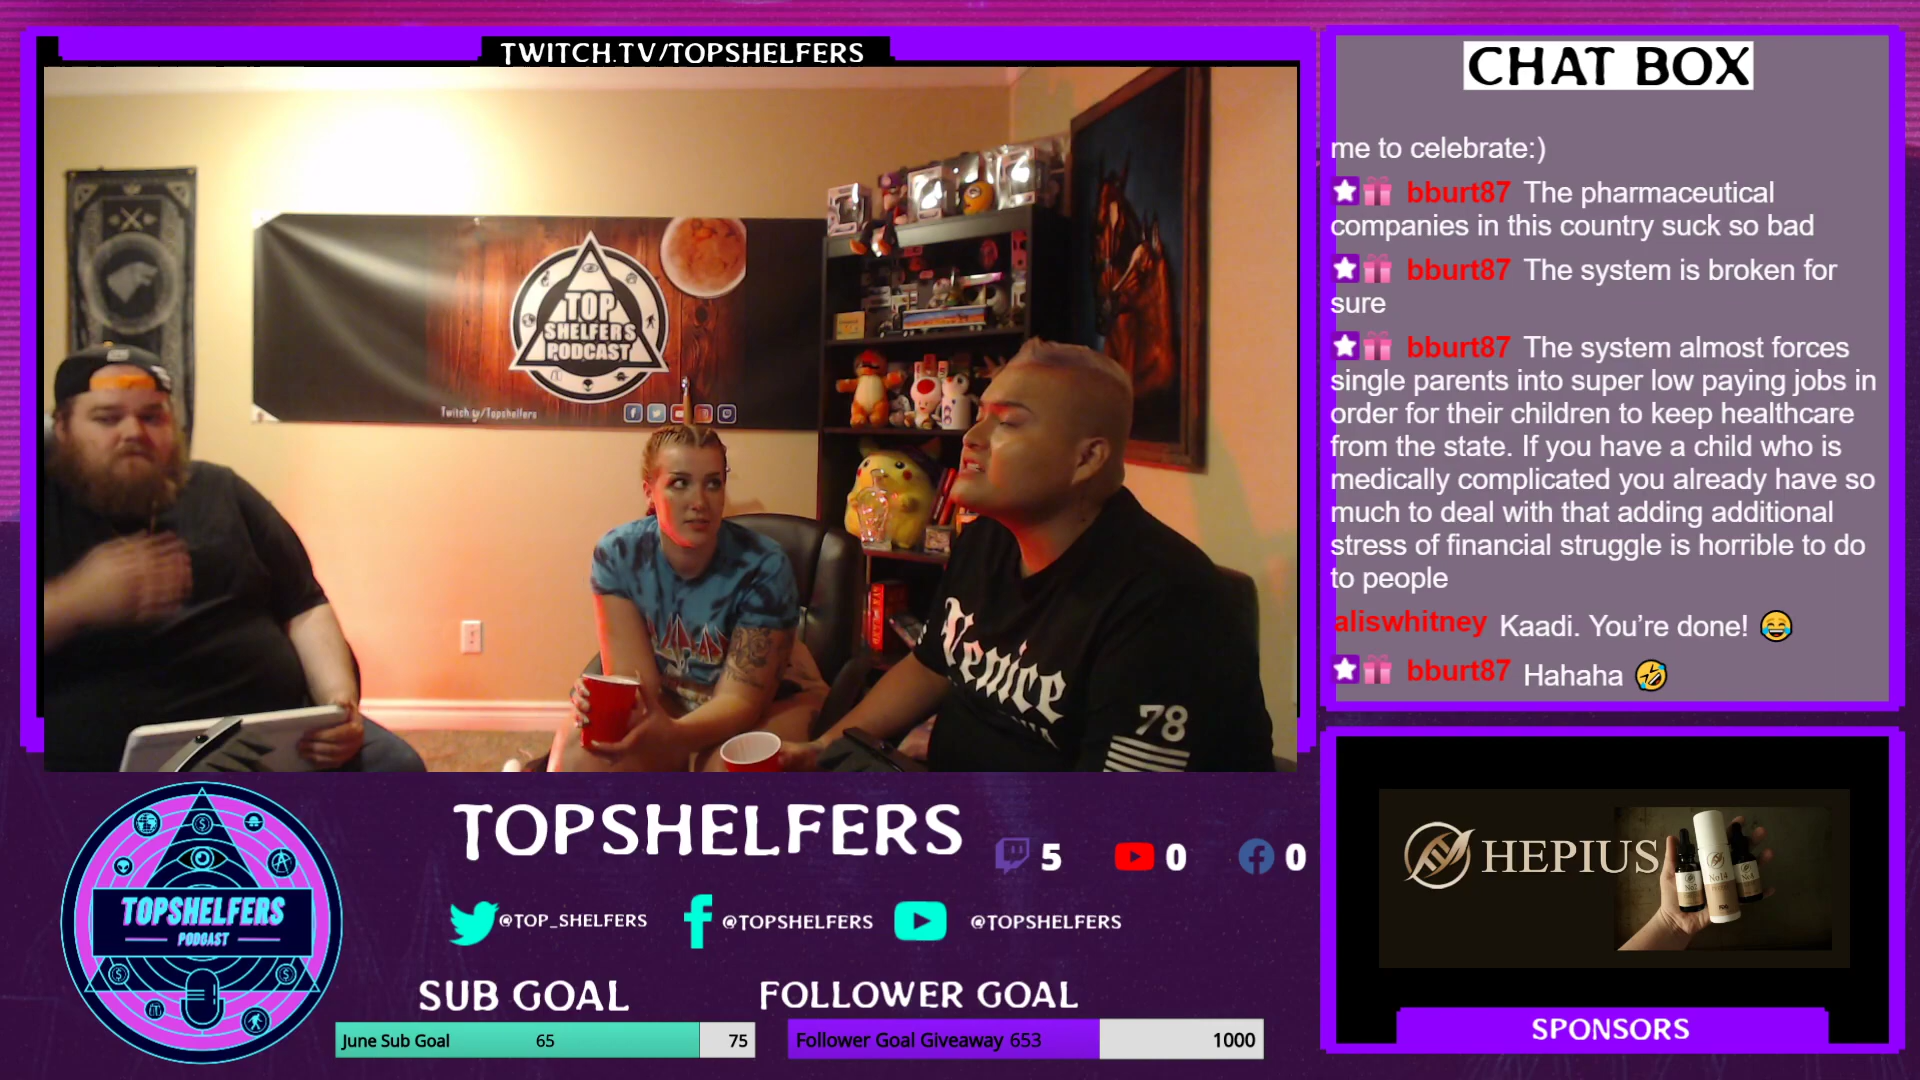 TWITCH.TV/TOPSHELFERS
TOP
SHELFERS
PODCAST
Twitch.tv/Topshelfers
Venice
78
CHAT BOX
me to celebrate:)
bburt87 The pharmaceutical
companies in this country suck so bad
bburt87 The system is broken for
sure
bburt87 The system almost forces
single parents into super low paying jobs in
order for their children to keep healthcare
from the state. If you have a child who is
medically complicated you already have so
much to deal with that adding additional
stress of financial struggle is horrible to do
to people
aliswhitney Kaadi. You’re done! 😂
bburt87 Hahaha 🤣
TOPSHELFERS
5 0 0
@TOP_SHELFERS @TOPSHELFERS @TOPSHELFERS
TOPSHELFERS
PODCAST
SUB GOAL
June Sub Goal 65 75
FOLLOWER GOAL
Follower Goal Giveaway 653 1000
HEPIUS
No14
SPONSORS